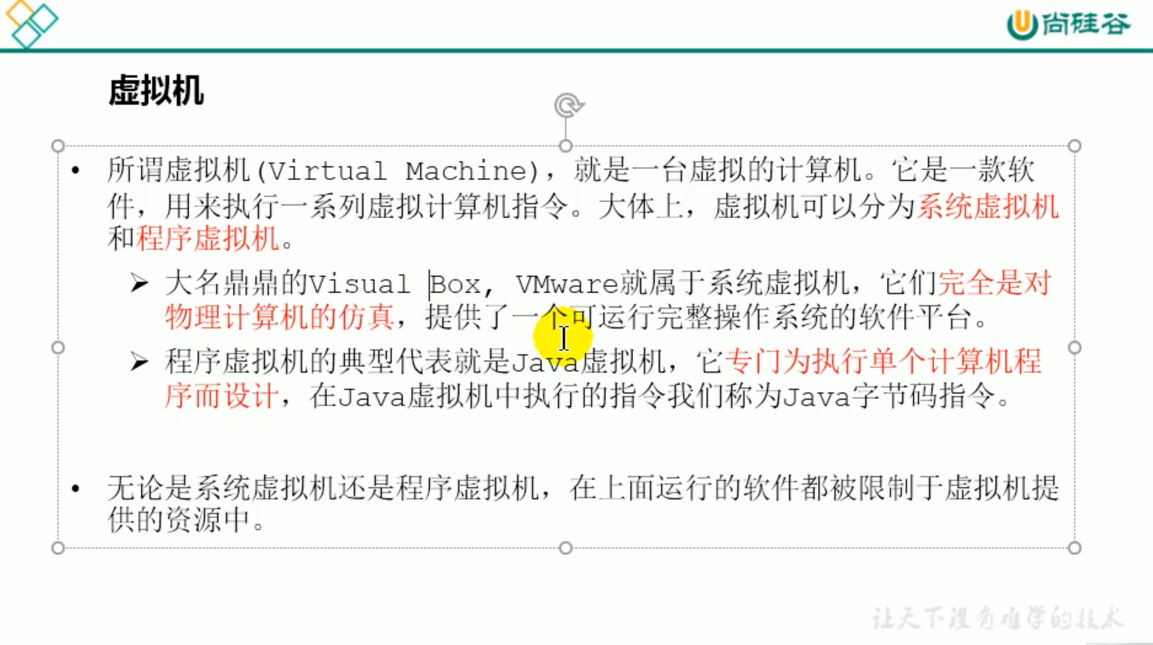 尚硅谷
虚拟机
• 所谓虚拟机(Virtual Machine)，就是一台虚拟的计算机。它是一款软
件，用来执行一系列虚拟计算机指令。大体上，虚拟机可以分为系统虚拟机
和程序虚拟机。
➢ 大名鼎鼎的Visual Box, VMware就属于系统虚拟机，它们完全是对
物理计算机的仿真，提供了一个可运行完整操作系统的软件平台。
➢ 程序虚拟机的典型代表就是Java虚拟机，它专门为执行单个计算机程
序而设计，在Java虚拟机中执行的指令我们称为Java字节码指令。
• 无论是系统虚拟机还是程序虚拟机，在上面运行的软件都被限制于虚拟机提
供的资源中。
让天下没有难学的技术